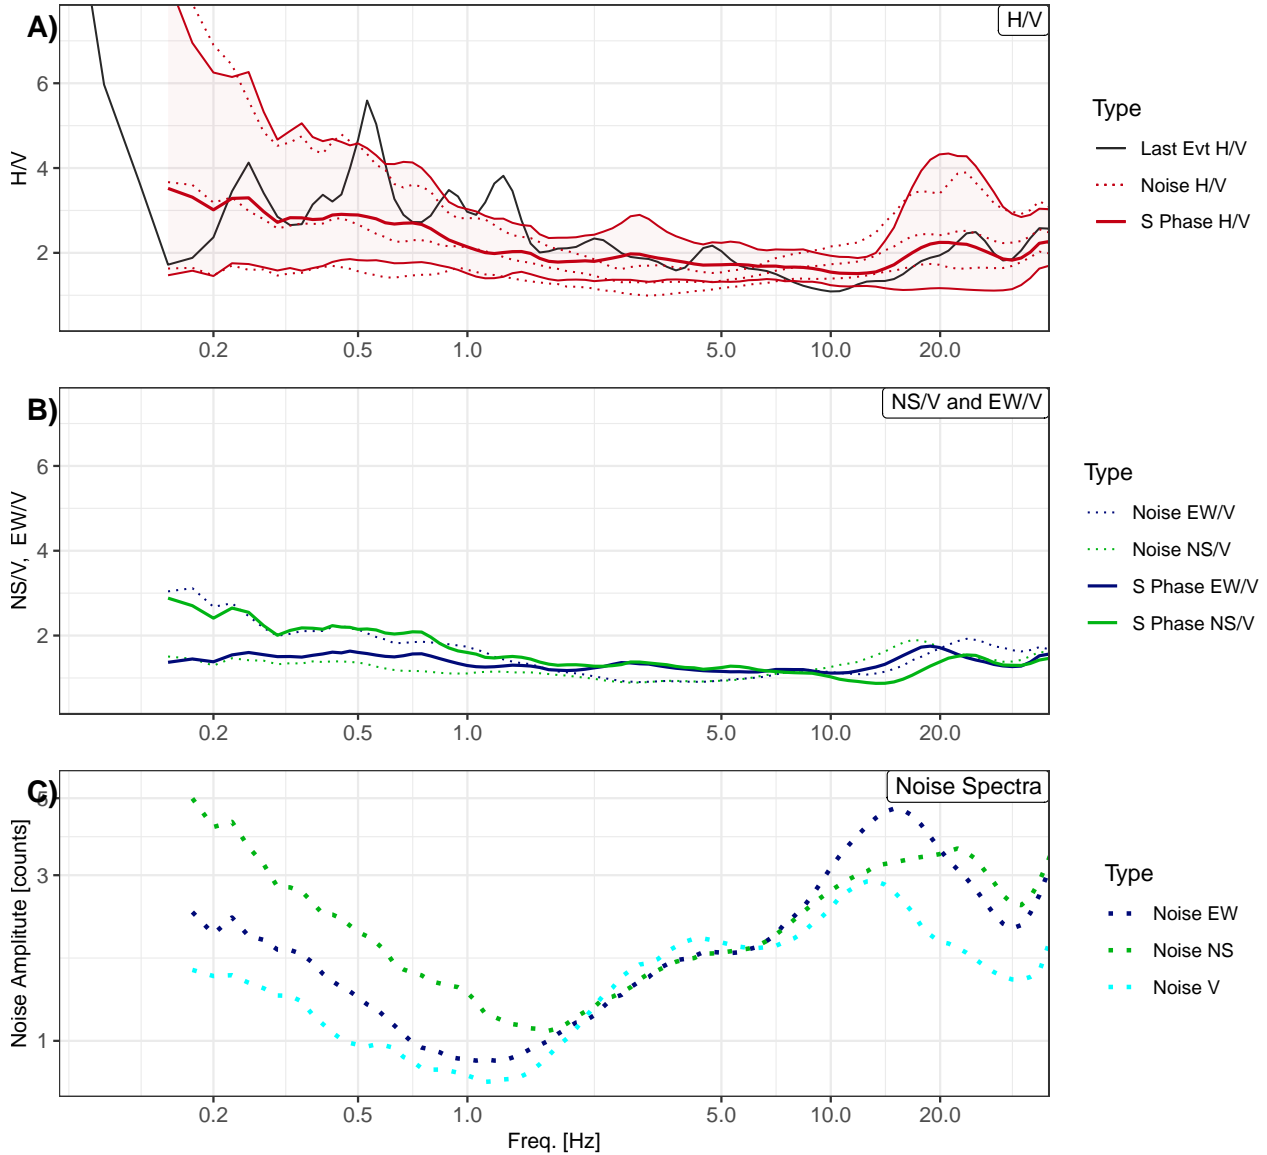 A)
H/V
6
4
2
H/V
0.2 0.5 1.0 5.0 10.0 20.0
Type
Last Evt H/V
Noise H/V
S Phase H/V
B)
NS/V and EW/V
6
4
2
NS/V, EW/V
0.2 0.5 1.0 5.0 10.0 20.0
Type
Noise EW/V
Noise NS/V
S Phase EW/V
S Phase NS/V
C)
Noise Spectra
5
3
1
Noise Amplitute [counts]
0.2 0.5 1.0 5.0 10.0 20.0
Freq. [Hz]
Type
Noise EW
Noise NS
Noise V